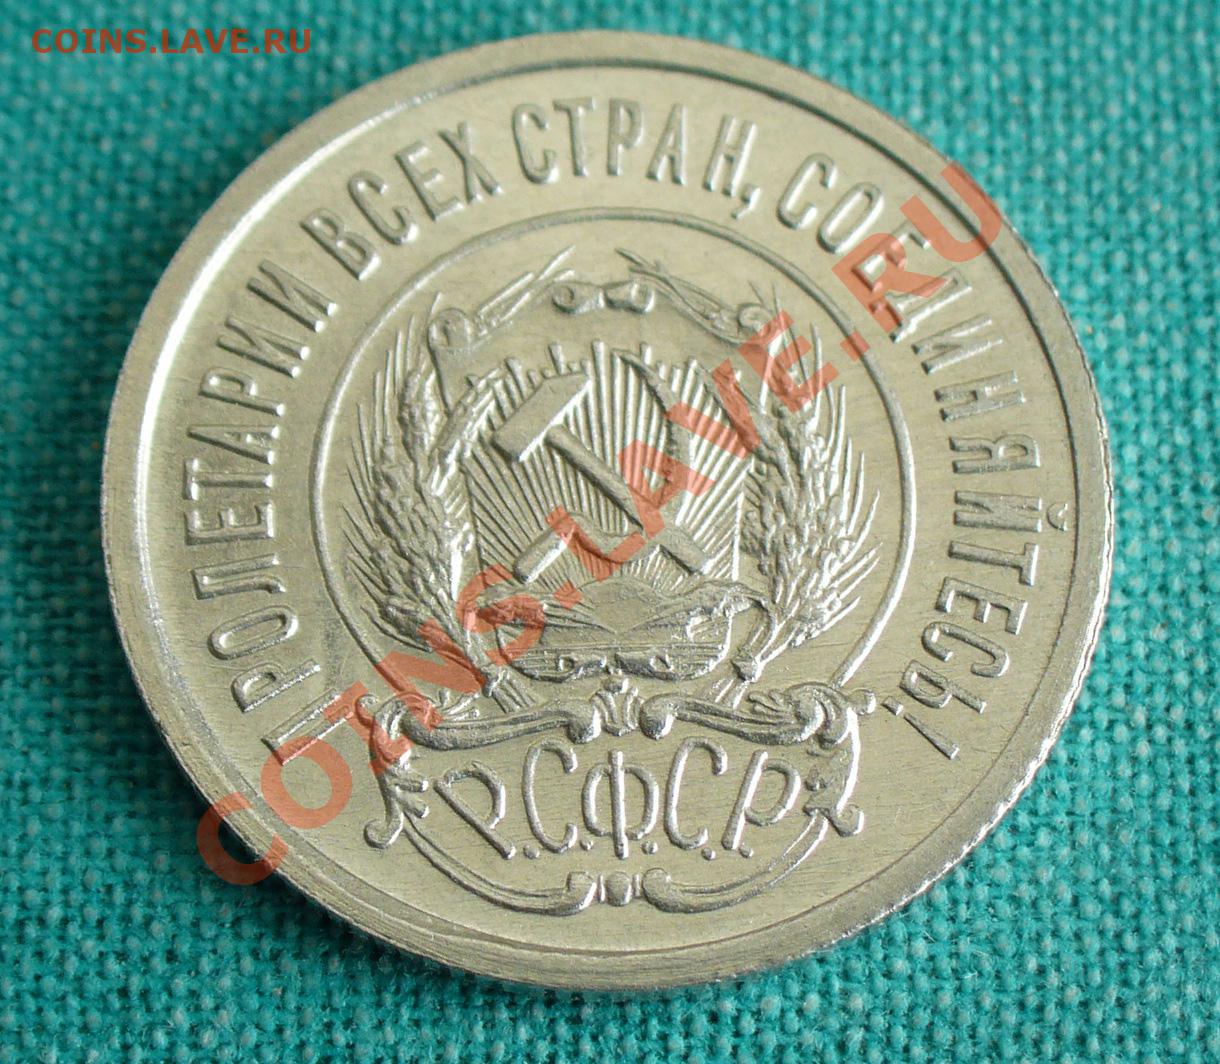 COINS.LAVE.RU
ПРОЛЕТАРИИ ВСЕХ СТРАН, СОЕДИНЯЙТЕСЬ!
Р.С.Ф.С.Р.
COINS.LAVE.RU